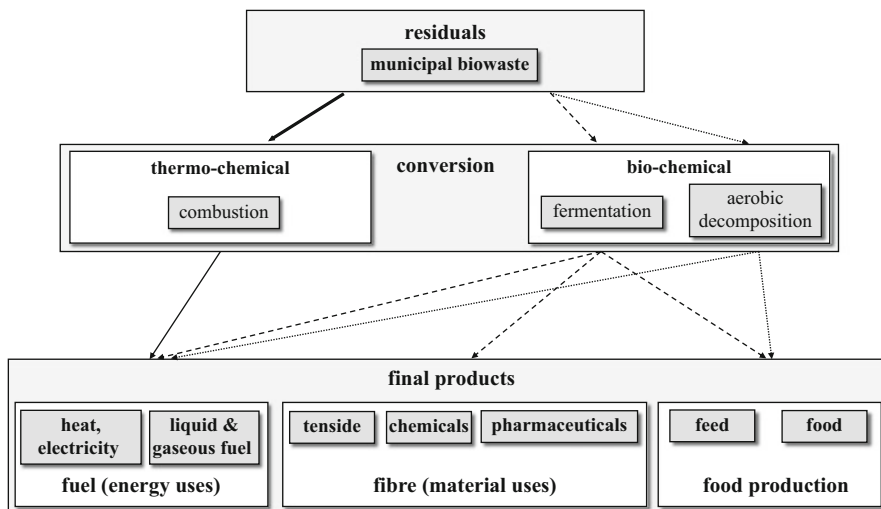 residuals
municipal biowaste
thermo-chemical
conversion
bio-chemical
combustion
fermentation
aerobic
decomposition
final products
heat,
electricity
liquid &
gaseous fuel
fuel (energy uses)
tenside
chemicals
pharmaceuticals
fibre (material uses)
feed
food
food production